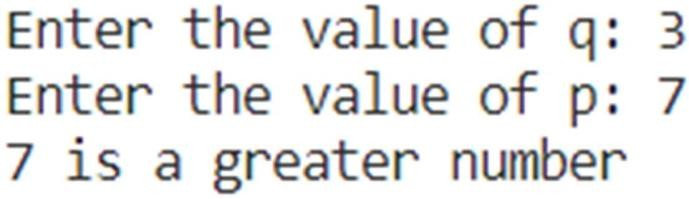 Enter the value of q: 3
Enter the value of p: 7
7 is a greater number